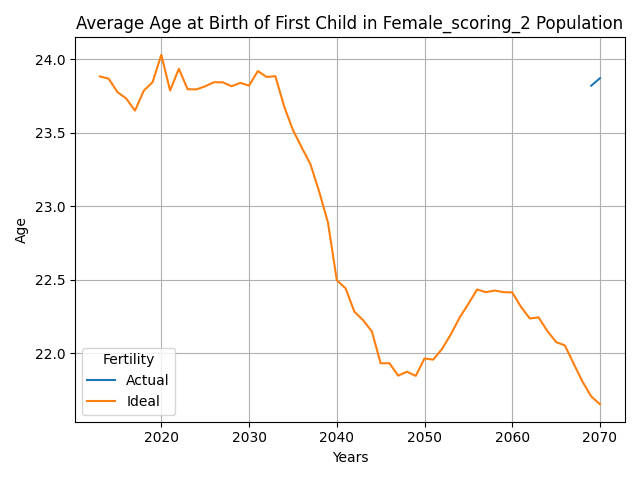 Average Age at Birth of First Child in Female_scoring_2 Population
24.0
23.5
23.0
22.5
22.0
Age
Fertility
Actual
Ideal
2020 2030 2040 2050 2060 2070
Years